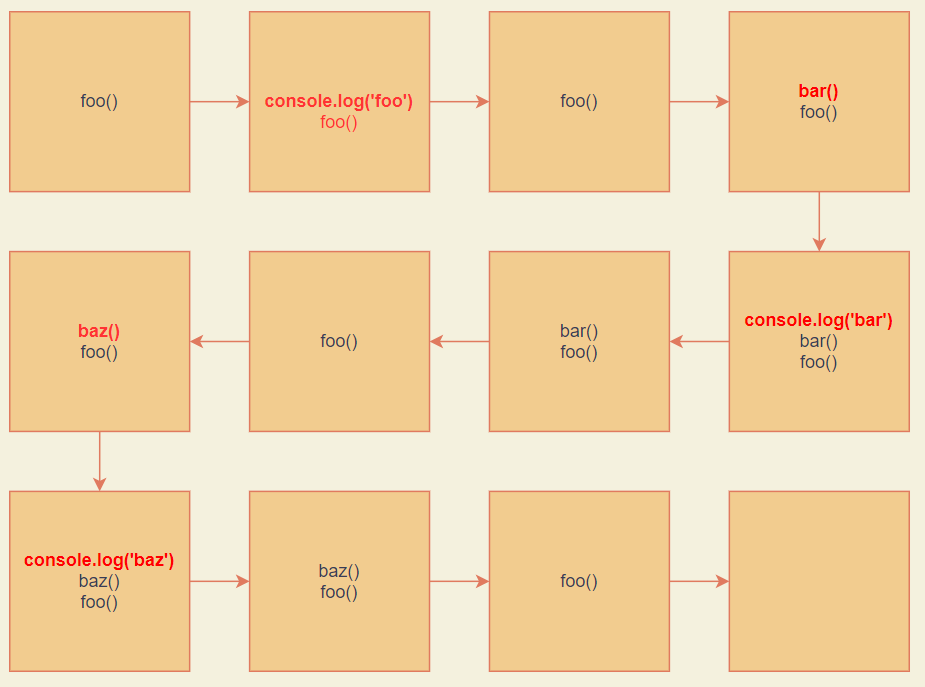 foo()
console.log('foo')
foo()
foo()
bar()
foo()
console.log('bar')
bar()
foo()
bar()
foo()
foo()
baz()
foo()
console.log('baz')
baz()
foo()
baz()
foo()
foo()